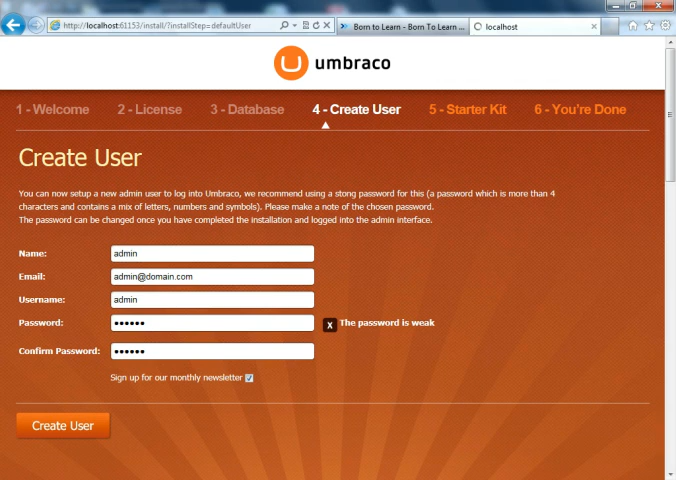 http://localhost:61153/install/?installStep=defaultUser
Born to Learn - Born To Learn ...
localhost
umbraco
1 - Welcome 2 - License 3 - Database 4 - Create User 5 - Starter Kit 6 - You're Done
Create User
You can now setup a new admin user to log into Umbraco, we recommend using a stong password for this (a password which is more than 4
characters and contains a mix of letters, numbers and symbols). Please make a note of the chosen password.
The password can be changed once you have completed the installation and logged into the admin interface.
Name: admin
Email: admin@domain.com
Username: admin
Password: •••••• X The password is weak
Confirm Password: ••••••
Sign up for our monthly newsletter
Create User